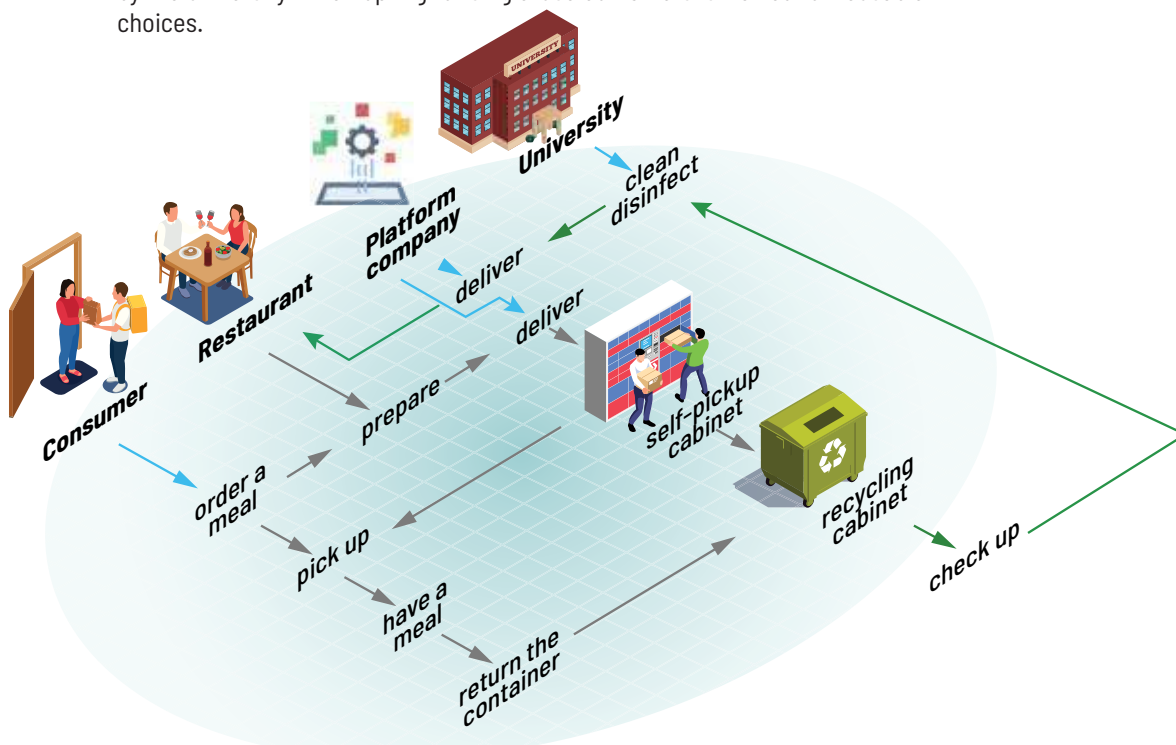 choices.
UNIVERSITY
University
clean
disinfect
Platform
company
deliver
deliver
Restaurant
prepare
self-pickup
cabinet
Consumer
order a
meal
pick up
recycling
cabinet
check up
have a
meal
return the
container